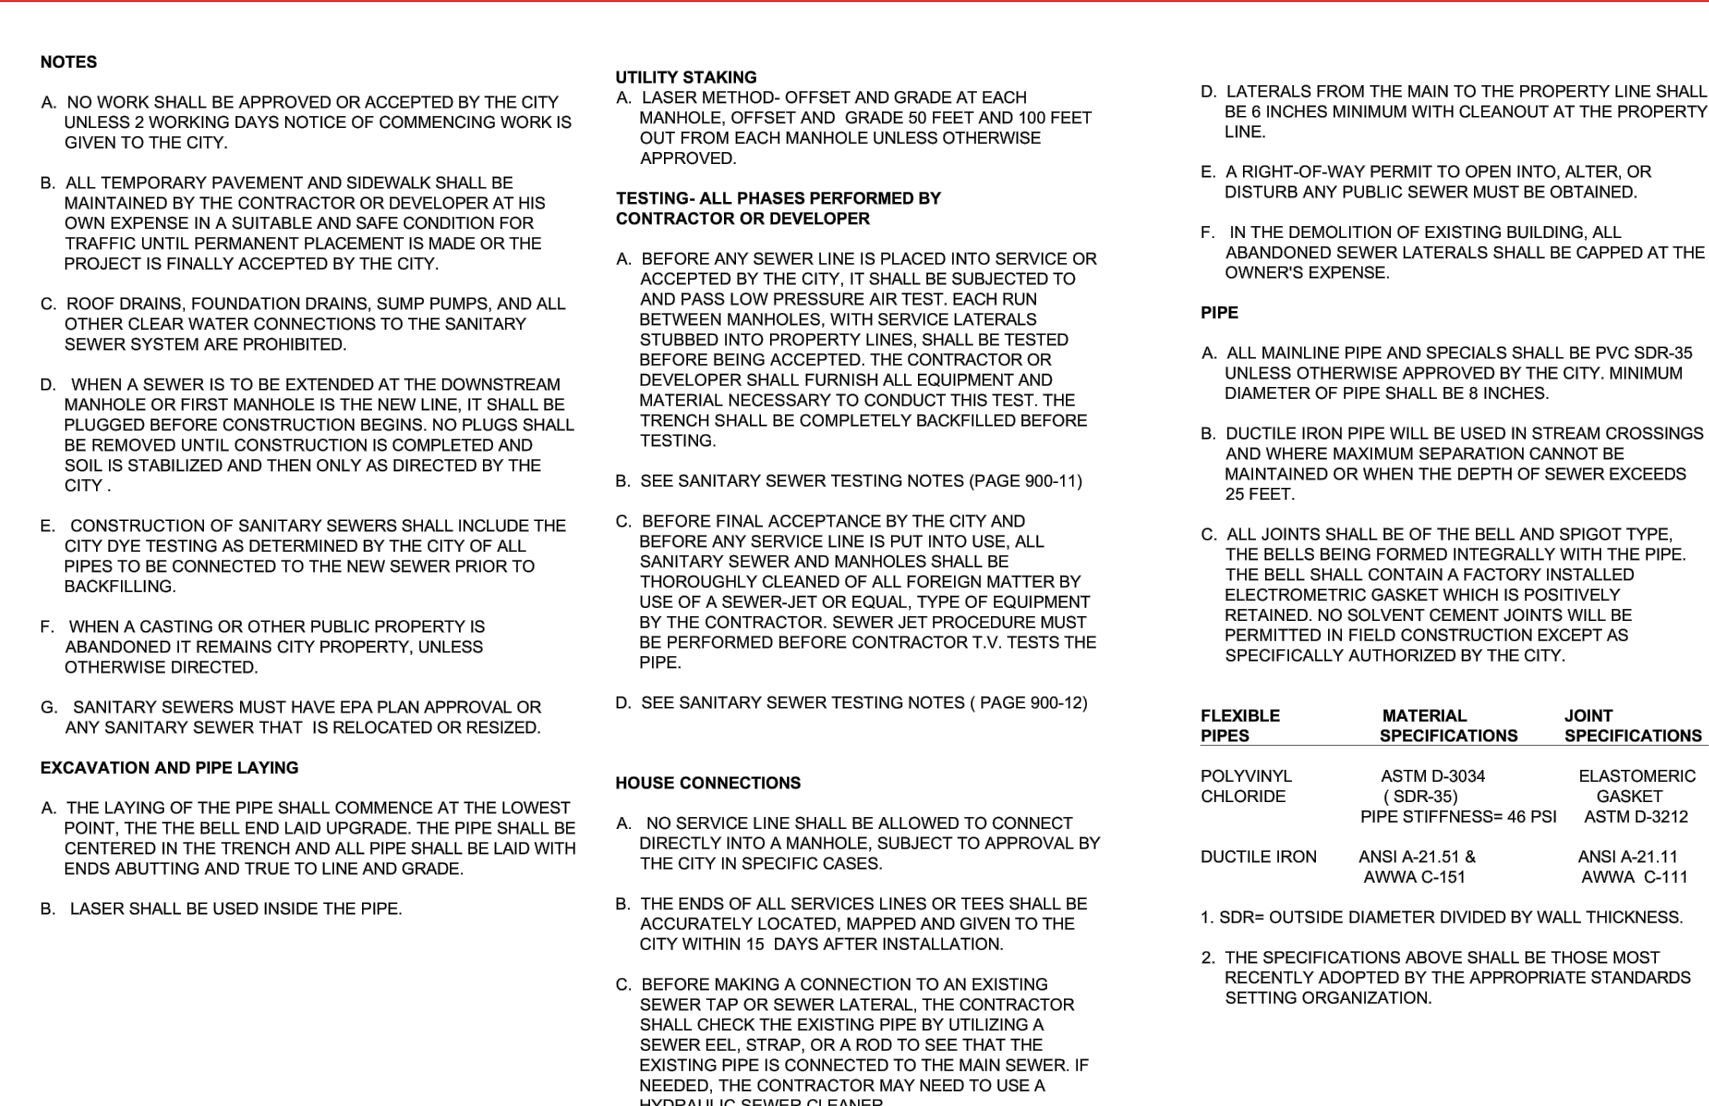 NOTES
A. NO WORK SHALL BE APPROVED OR ACCEPTED BY THE CITY
UNLESS 2 WORKING DAYS NOTICE OF COMMENCING WORK IS
GIVEN TO THE CITY.
B. ALL TEMPORARY PAVEMENT AND SIDEWALK SHALL BE
MAINTAINED BY THE CONTRACTOR OR DEVELOPER AT HIS
OWN EXPENSE IN A SUITABLE AND SAFE CONDITION FOR
TRAFFIC UNTIL PERMANENT PLACEMENT IS MADE OR THE
PROJECT IS FINALLY ACCEPTED BY THE CITY.
C. ROOF DRAINS, FOUNDATION DRAINS, SUMP PUMPS, AND ALL
OTHER CLEAR WATER CONNECTIONS TO THE SANITARY
SEWER SYSTEM ARE PROHIBITED.
D. WHEN A SEWER IS TO BE EXTENDED AT THE DOWNSTREAM
MANHOLE OR FIRST MANHOLE IS THE NEW LINE, IT SHALL BE
PLUGGED BEFORE CONSTRUCTION BEGINS. NO PLUGS SHALL
BE REMOVED UNTIL CONSTRUCTION IS COMPLETED AND
SOIL IS STABILIZED AND THEN ONLY AS DIRECTED BY THE
CITY .
E. CONSTRUCTION OF SANITARY SEWERS SHALL INCLUDE THE
CITY DYE TESTING AS DETERMINED BY THE CITY OF ALL
PIPES TO BE CONNECTED TO THE NEW SEWER PRIOR TO
BACKFILLING.
F. WHEN A CASTING OR OTHER PUBLIC PROPERTY IS
ABANDONED IT REMAINS CITY PROPERTY, UNLESS
OTHERWISE DIRECTED.
G. SANITARY SEWERS MUST HAVE EPA PLAN APPROVAL OR
ANY SANITARY SEWER THAT IS RELOCATED OR RESIZED.
EXCAVATION AND PIPE LAYING
A. THE LAYING OF THE PIPE SHALL COMMENCE AT THE LOWEST
POINT, THE THE BELL END LAID UPGRADE. THE PIPE SHALL BE
CENTERED IN THE TRENCH AND ALL PIPE SHALL BE LAID WITH
ENDS ABUTTING AND TRUE TO LINE AND GRADE.
B. LASER SHALL BE USED INSIDE THE PIPE.
UTILITY STAKING
A. LASER METHOD- OFFSET AND GRADE AT EACH
MANHOLE, OFFSET AND GRADE 50 FEET AND 100 FEET
OUT FROM EACH MANHOLE UNLESS OTHERWISE
APPROVED.
TESTING- ALL PHASES PERFORMED BY
CONTRACTOR OR DEVELOPER
A. BEFORE ANY SEWER LINE IS PLACED INTO SERVICE OR
ACCEPTED BY THE CITY, IT SHALL BE SUBJECTED TO
AND PASS LOW PRESSURE AIR TEST. EACH RUN
BETWEEN MANHOLES, WITH SERVICE LATERALS
STUBBED INTO PROPERTY LINES, SHALL BE TESTED
BEFORE BEING ACCEPTED. THE CONTRACTOR OR
DEVELOPER SHALL FURNISH ALL EQUIPMENT AND
MATERIAL NECESSARY TO CONDUCT THIS TEST. THE
TRENCH SHALL BE COMPLETELY BACKFILLED BEFORE
TESTING.
B. SEE SANITARY SEWER TESTING NOTES (PAGE 900-11)
C. BEFORE FINAL ACCEPTANCE BY THE CITY AND
BEFORE ANY SERVICE LINE IS PUT INTO USE, ALL
SANITARY SEWER AND MANHOLES SHALL BE
THOROUGHLY CLEANED OF ALL FOREIGN MATTER BY
USE OF A SEWER-JET OR EQUAL, TYPE OF EQUIPMENT
BY THE CONTRACTOR. SEWER JET PROCEDURE MUST
BE PERFORMED BEFORE CONTRACTOR T.V. TESTS THE
PIPE.
D. SEE SANITARY SEWER TESTING NOTES ( PAGE 900-12)
HOUSE CONNECTIONS
A. NO SERVICE LINE SHALL BE ALLOWED TO CONNECT
DIRECTLY INTO A MANHOLE, SUBJECT TO APPROVAL BY
THE CITY IN SPECIFIC CASES.
B. THE ENDS OF ALL SERVICES LINES OR TEES SHALL BE
ACCURATELY LOCATED, MAPPED AND GIVEN TO THE
CITY WITHIN 15 DAYS AFTER INSTALLATION.
C. BEFORE MAKING A CONNECTION TO AN EXISTING
SEWER TAP OR SEWER LATERAL, THE CONTRACTOR
SHALL CHECK THE EXISTING PIPE BY UTILIZING A
SEWER EEL, STRAP, OR A ROD TO SEE THAT THE
EXISTING PIPE IS CONNECTED TO THE MAIN SEWER. IF
NEEDED, THE CONTRACTOR MAY NEED TO USE A
HYDRAULIC SEWER CLEANER
D. LATERALS FROM THE MAIN TO THE PROPERTY LINE SHALL
BE 6 INCHES MINIMUM WITH CLEANOUT AT THE PROPERTY
LINE.
E. A RIGHT-OF-WAY PERMIT TO OPEN INTO, ALTER, OR
DISTURB ANY PUBLIC SEWER MUST BE OBTAINED.
F. IN THE DEMOLITION OF EXISTING BUILDING, ALL
ABANDONED SEWER LATERALS SHALL BE CAPPED AT THE
OWNER'S EXPENSE.
PIPE
A. ALL MAINLINE PIPE AND SPECIALS SHALL BE PVC SDR-35
UNLESS OTHERWISE APPROVED BY THE CITY. MINIMUM
DIAMETER OF PIPE SHALL BE 8 INCHES.
B. DUCTILE IRON PIPE WILL BE USED IN STREAM CROSSINGS
AND WHERE MAXIMUM SEPARATION CANNOT BE
MAINTAINED OR WHEN THE DEPTH OF SEWER EXCEEDS
25 FEET.
C. ALL JOINTS SHALL BE OF THE BELL AND SPIGOT TYPE,
THE BELLS BEING FORMED INTEGRALLY WITH THE PIPE.
THE BELL SHALL CONTAIN A FACTORY INSTALLED
ELECTROMETRIC GASKET WHICH IS POSITIVELY
RETAINED. NO SOLVENT CEMENT JOINTS WILL BE
PERMITTED IN FIELD CONSTRUCTION EXCEPT AS
SPECIFICALLY AUTHORIZED BY THE CITY.
FLEXIBLE MATERIAL JOINT
PIPES SPECIFICATIONS SPECIFICATIONS
POLYVINYL ASTM D-3034 ELASTOMERIC
CHLORIDE ( SDR-35) GASKET
PIPE STIFFNESS= 46 PSI ASTM D-3212
DUCTILE IRON ANSI A-21.51 & ANSI A-21.11
AWWA C-151 AWWA C-111
1. SDR= OUTSIDE DIAMETER DIVIDED BY WALL THICKNESS.
2. THE SPECIFICATIONS ABOVE SHALL BE THOSE MOST
RECENTLY ADOPTED BY THE APPROPRIATE STANDARDS
SETTING ORGANIZATION.